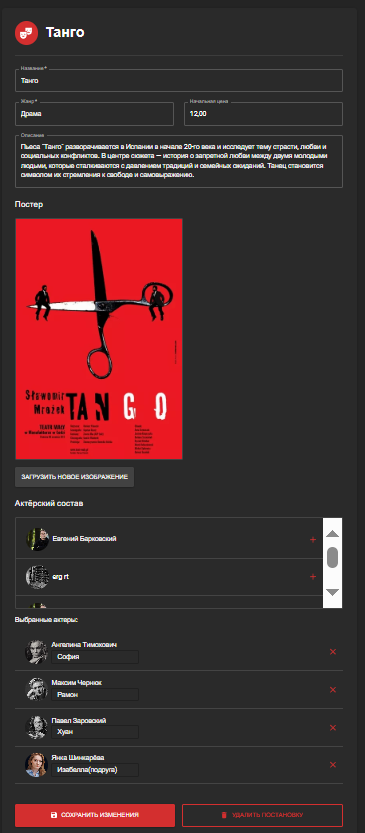 Танго
Название*
Танго
Жанр*
Драма
Начальная цена
12,00
Описание
Пьеса "Танго" разворачивается в Испании в начале 20-го века и исследует тему страсти, любви и
социальных конфликтов. В центре сюжета — история о запретной любви между двумя молодыми
людьми, которые сталкиваются с давлением традиций и семейных ожиданий. Танец становится
символом их стремления к свободе и самовыражению.
Постер
Sławomir
Mrożek
TANGO
ЗАГРУЗИТЬ НОВОЕ ИЗОБРАЖЕНИЕ
Актёрский состав
Евгений Барковский
+
erg rt
+
Выбранные актеры:
Ангелина Тимохович
София
×
Максим Чернюк
Рамон
×
Павел Заровский
Хуан
×
Янка Шинкарёва
Изабелла(подруга)
×
СОХРАНИТЬ ИЗМЕНЕНИЯ
УДАЛИТЬ ПОСТАНОВКУ